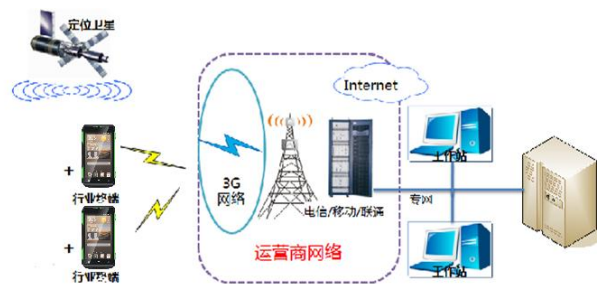 定位卫星
Internet
工作站
+
行业终端
3G
网络
电信/移动/联通
专网
+
行业终端
运营商网络
工作站